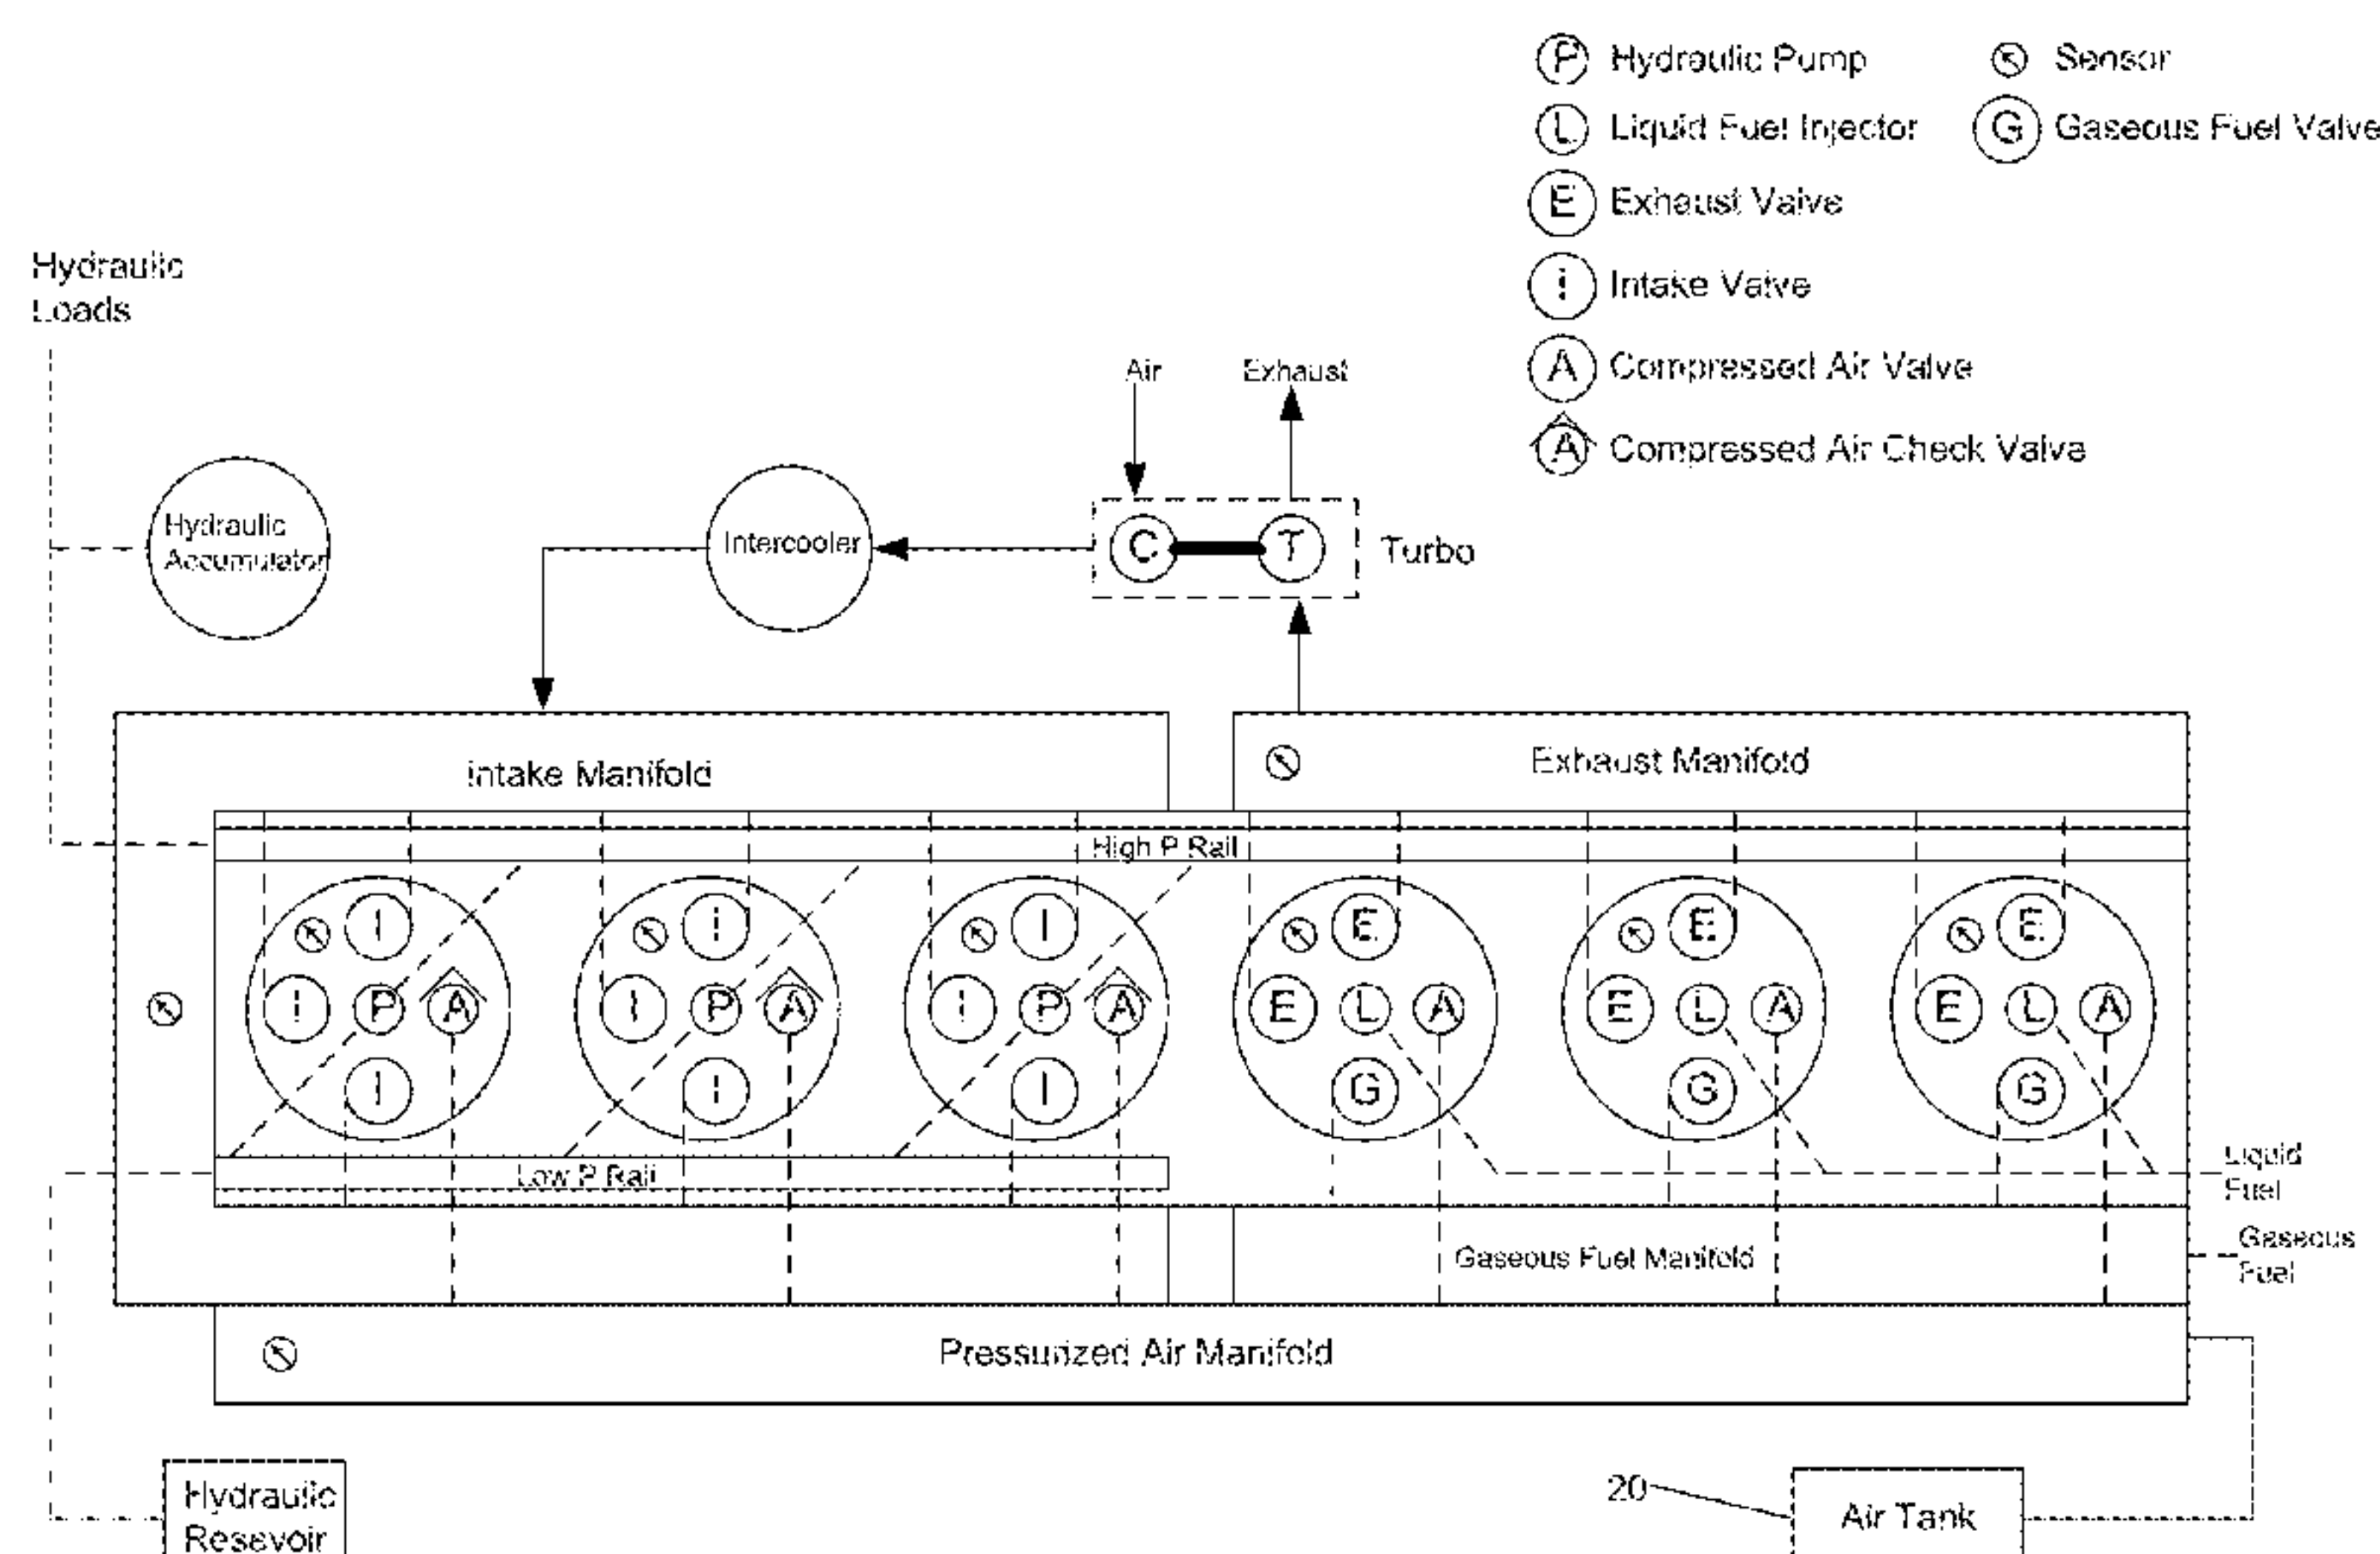 P Hydraulic Pump
Sensor
L Liquid Fuel Injector
G Gaseous Fuel Valve
E Exhaust Valve
I Intake Valve
A Compressed Air Valve
A Compressed Air Check Valve
Hydraulic
Loads
Air
Exhaust
Hydraulic
Accumulator
Intercooler
C
T
Turbo
Intake Manifold
Exhaust Manifold
High P Rail
I
I
I
E
E
E
I P A
I P A
I P A
E L A
E L A
E L A
I
I
I
G
G
G
Low P Rail
Liquid
Fuel
Gaseous Fuel Manifold
Gaseous
Fuel
Pressurized Air Manifold
Hydraulic
Resevoir
20
Air Tank